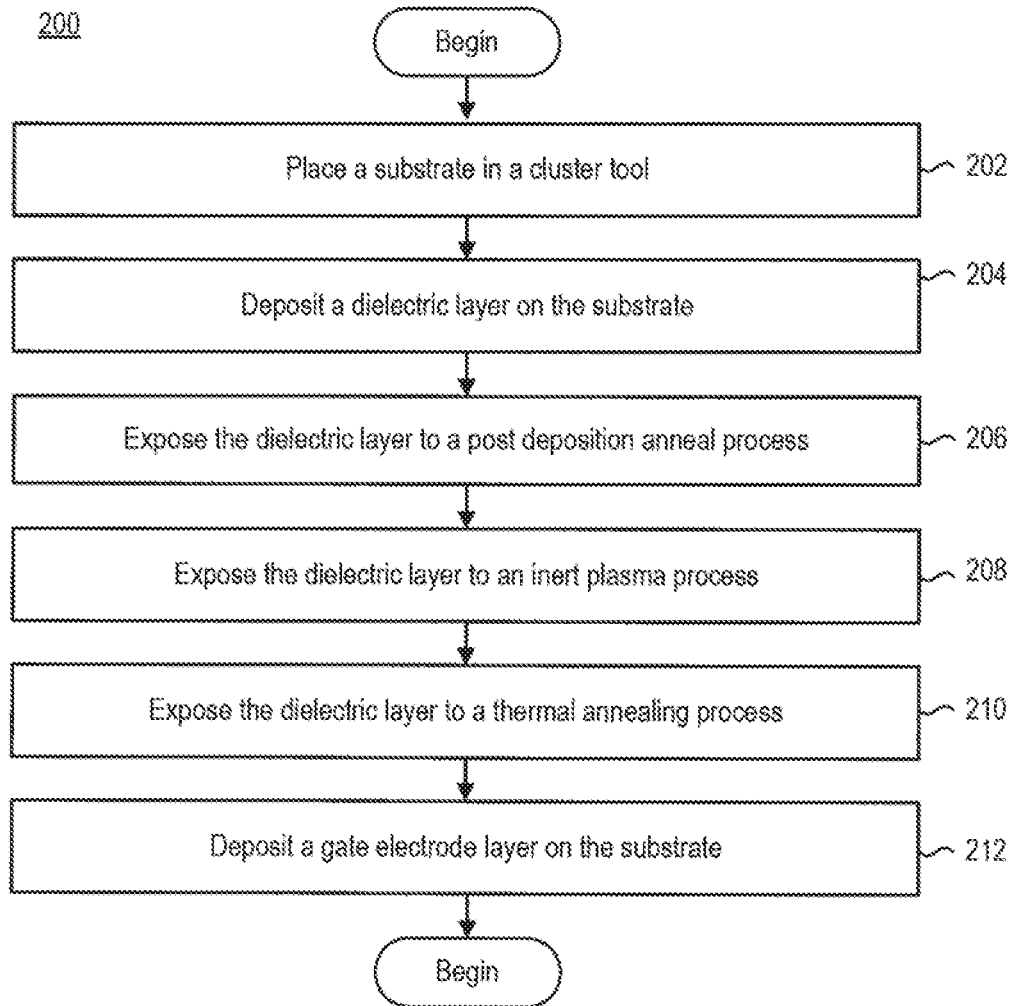 200
Begin
Place a substrate in a cluster tool
202
Deposit a dielectric layer on the substrate
204
Expose the dielectric layer to a post deposition anneal process
206
Expose the dielectric layer to an inert plasma process
208
Expose the dielectric layer to a thermal annealing process
210
Deposit a gate electrode layer on the substrate
212
Begin